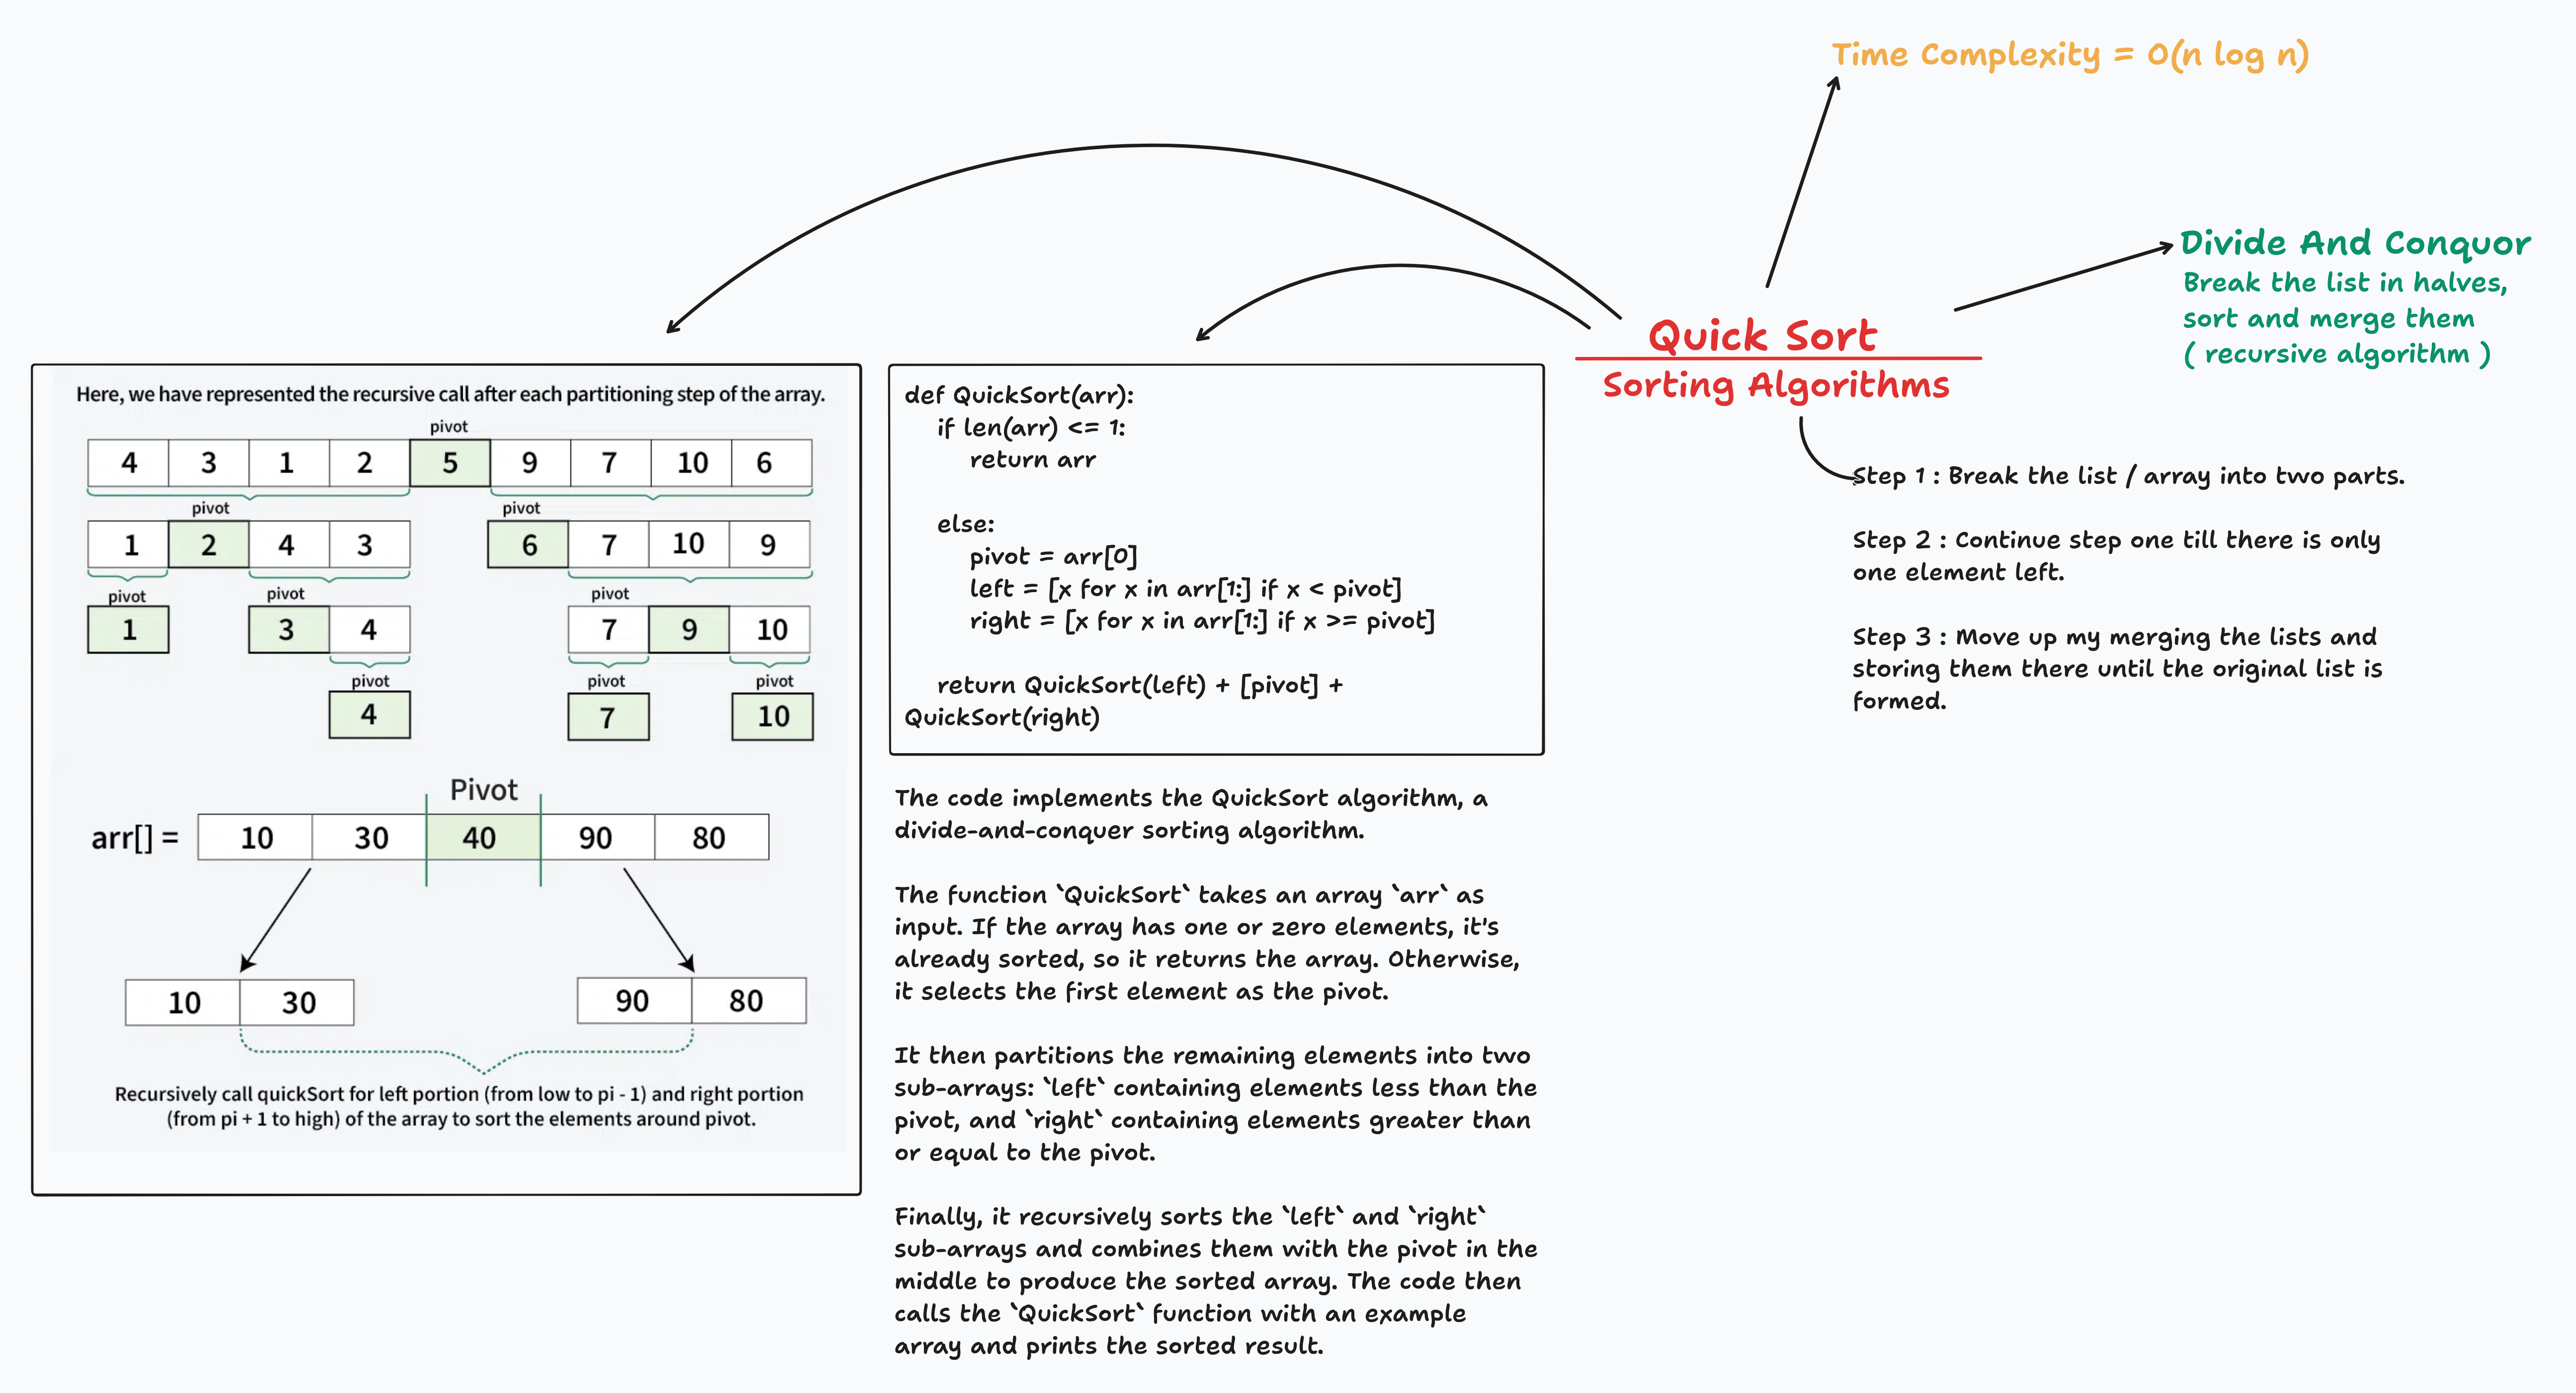 Time Complexity = O(n log n)
Divide And Conquor
Break the list in halves,
sort and merge them
( recursive algorithm )
Quick Sort
Sorting Algorithms
Step 1 : Break the list / array into two parts.
Step 2 : Continue step one till there is only
one element left.
Step 3 : Move up my merging the lists and
storing them there until the original list is
formed.
Here, we have represented the recursive call after each partitioning step of the array.
pivot
4 3 1 2 5 9 7 10 6
pivot pivot
1 2 4 3 6 7 10 9
pivot pivot pivot
1 3 4 7 9 10
pivot pivot pivot
4 7 10
Pivot
arr[] = 10 30 40 90 80
10 30 90 80
Recursively call quickSort for left portion (from low to pi - 1) and right portion
(from pi + 1 to high) of the array to sort the elements around pivot.
def QuickSort(arr):
if len(arr) <= 1:
return arr
else:
pivot = arr[0]
left = [x for x in arr[1:] if x < pivot]
right = [x for x in arr[1:] if x >= pivot]
return QuickSort(left) + [pivot] +
QuickSort(right)
The code implements the QuickSort algorithm, a
divide-and-conquer sorting algorithm.
The function `QuickSort` takes an array `arr` as
input. If the array has one or zero elements, it's
already sorted, so it returns the array. Otherwise,
it selects the first element as the pivot.
It then partitions the remaining elements into two
sub-arrays: `left` containing elements less than the
pivot, and `right` containing elements greater than
or equal to the pivot.
Finally, it recursively sorts the `left` and `right`
sub-arrays and combines them with the pivot in the
middle to produce the sorted array. The code then
calls the `QuickSort` function with an example
array and prints the sorted result.